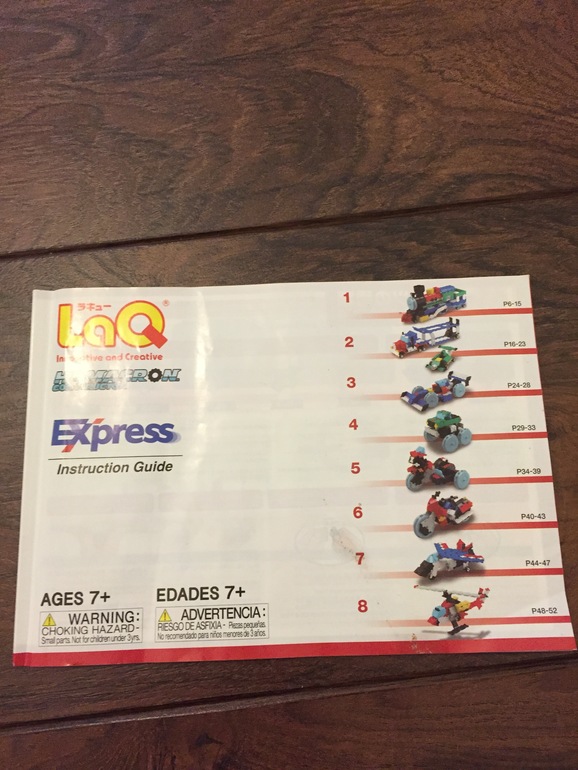 ラキュー
LaQ®
Innovative and Creative
HAMACRON
CONSTRUCTOR
Express
Instruction Guide
AGES 7+
WARNING:
CHOKING HAZARD-
Small parts. Not for children under 3yrs.
EDADES 7+
ADVERTENCIA:
RIESGO DE ASFIXIA - Piezas pequeñas.
No recomendado para niños menores de 3 años.
1 P6-15
2 P16-23
3 P24-28
4 P29-33
5 P34-39
6 P40-43
7 P44-47
8 P48-52